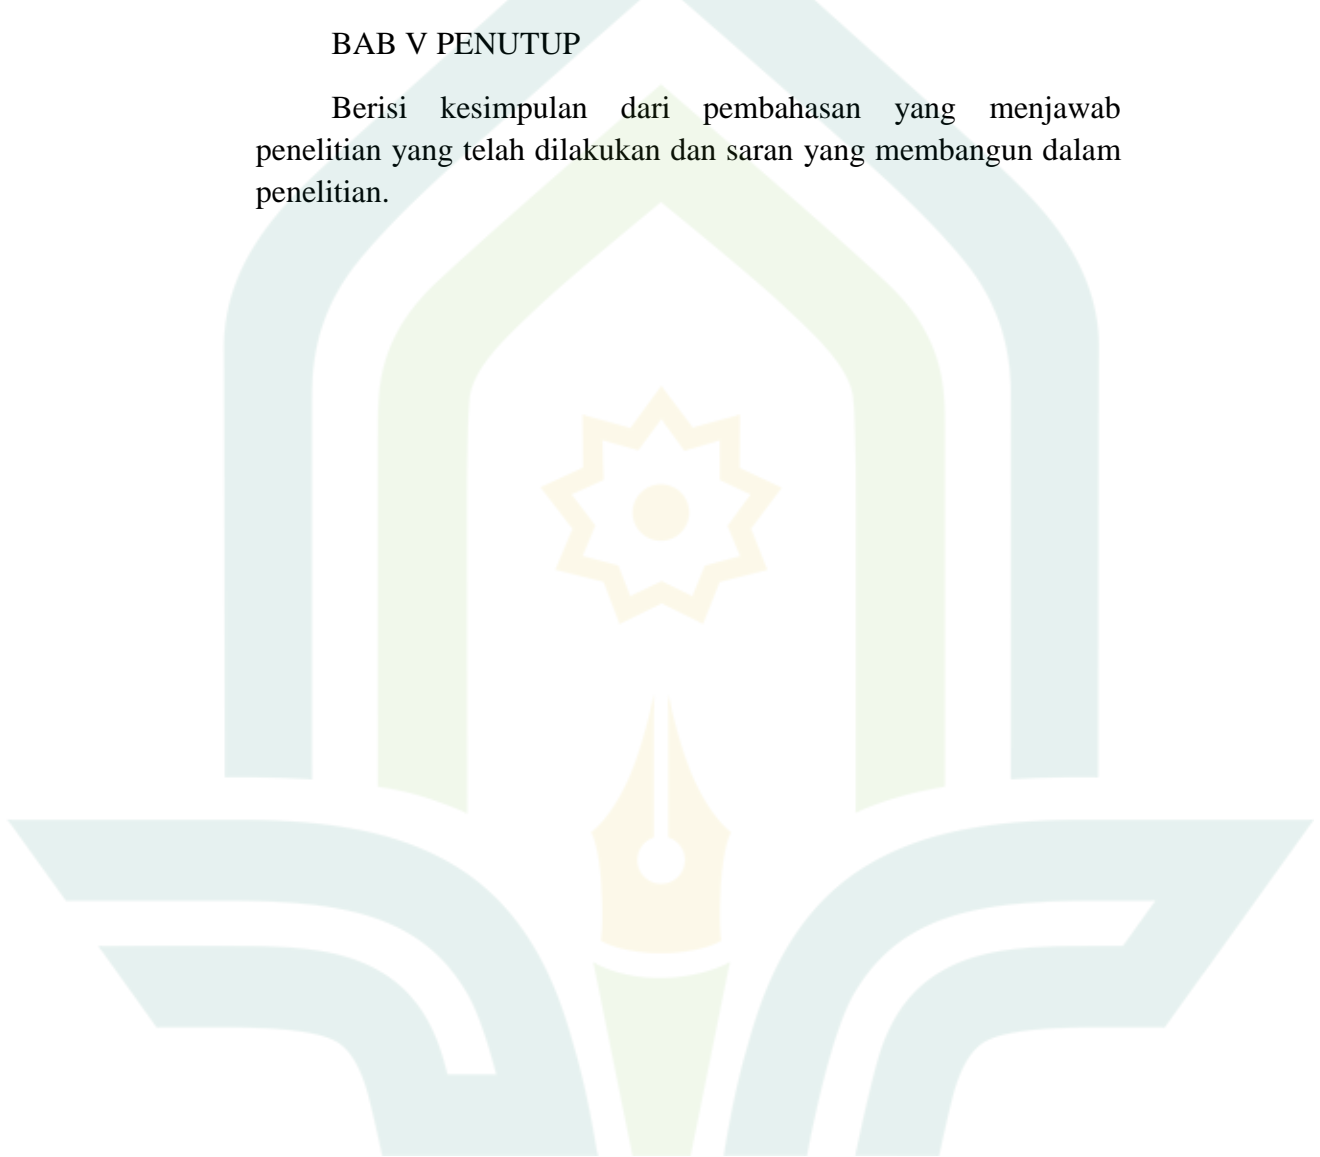 BAB V PENUTUP
Berisi kesimpulan dari pembahasan yang menjawab
penelitian yang telah dilakukan dan saran yang membangun dalam
penelitian.